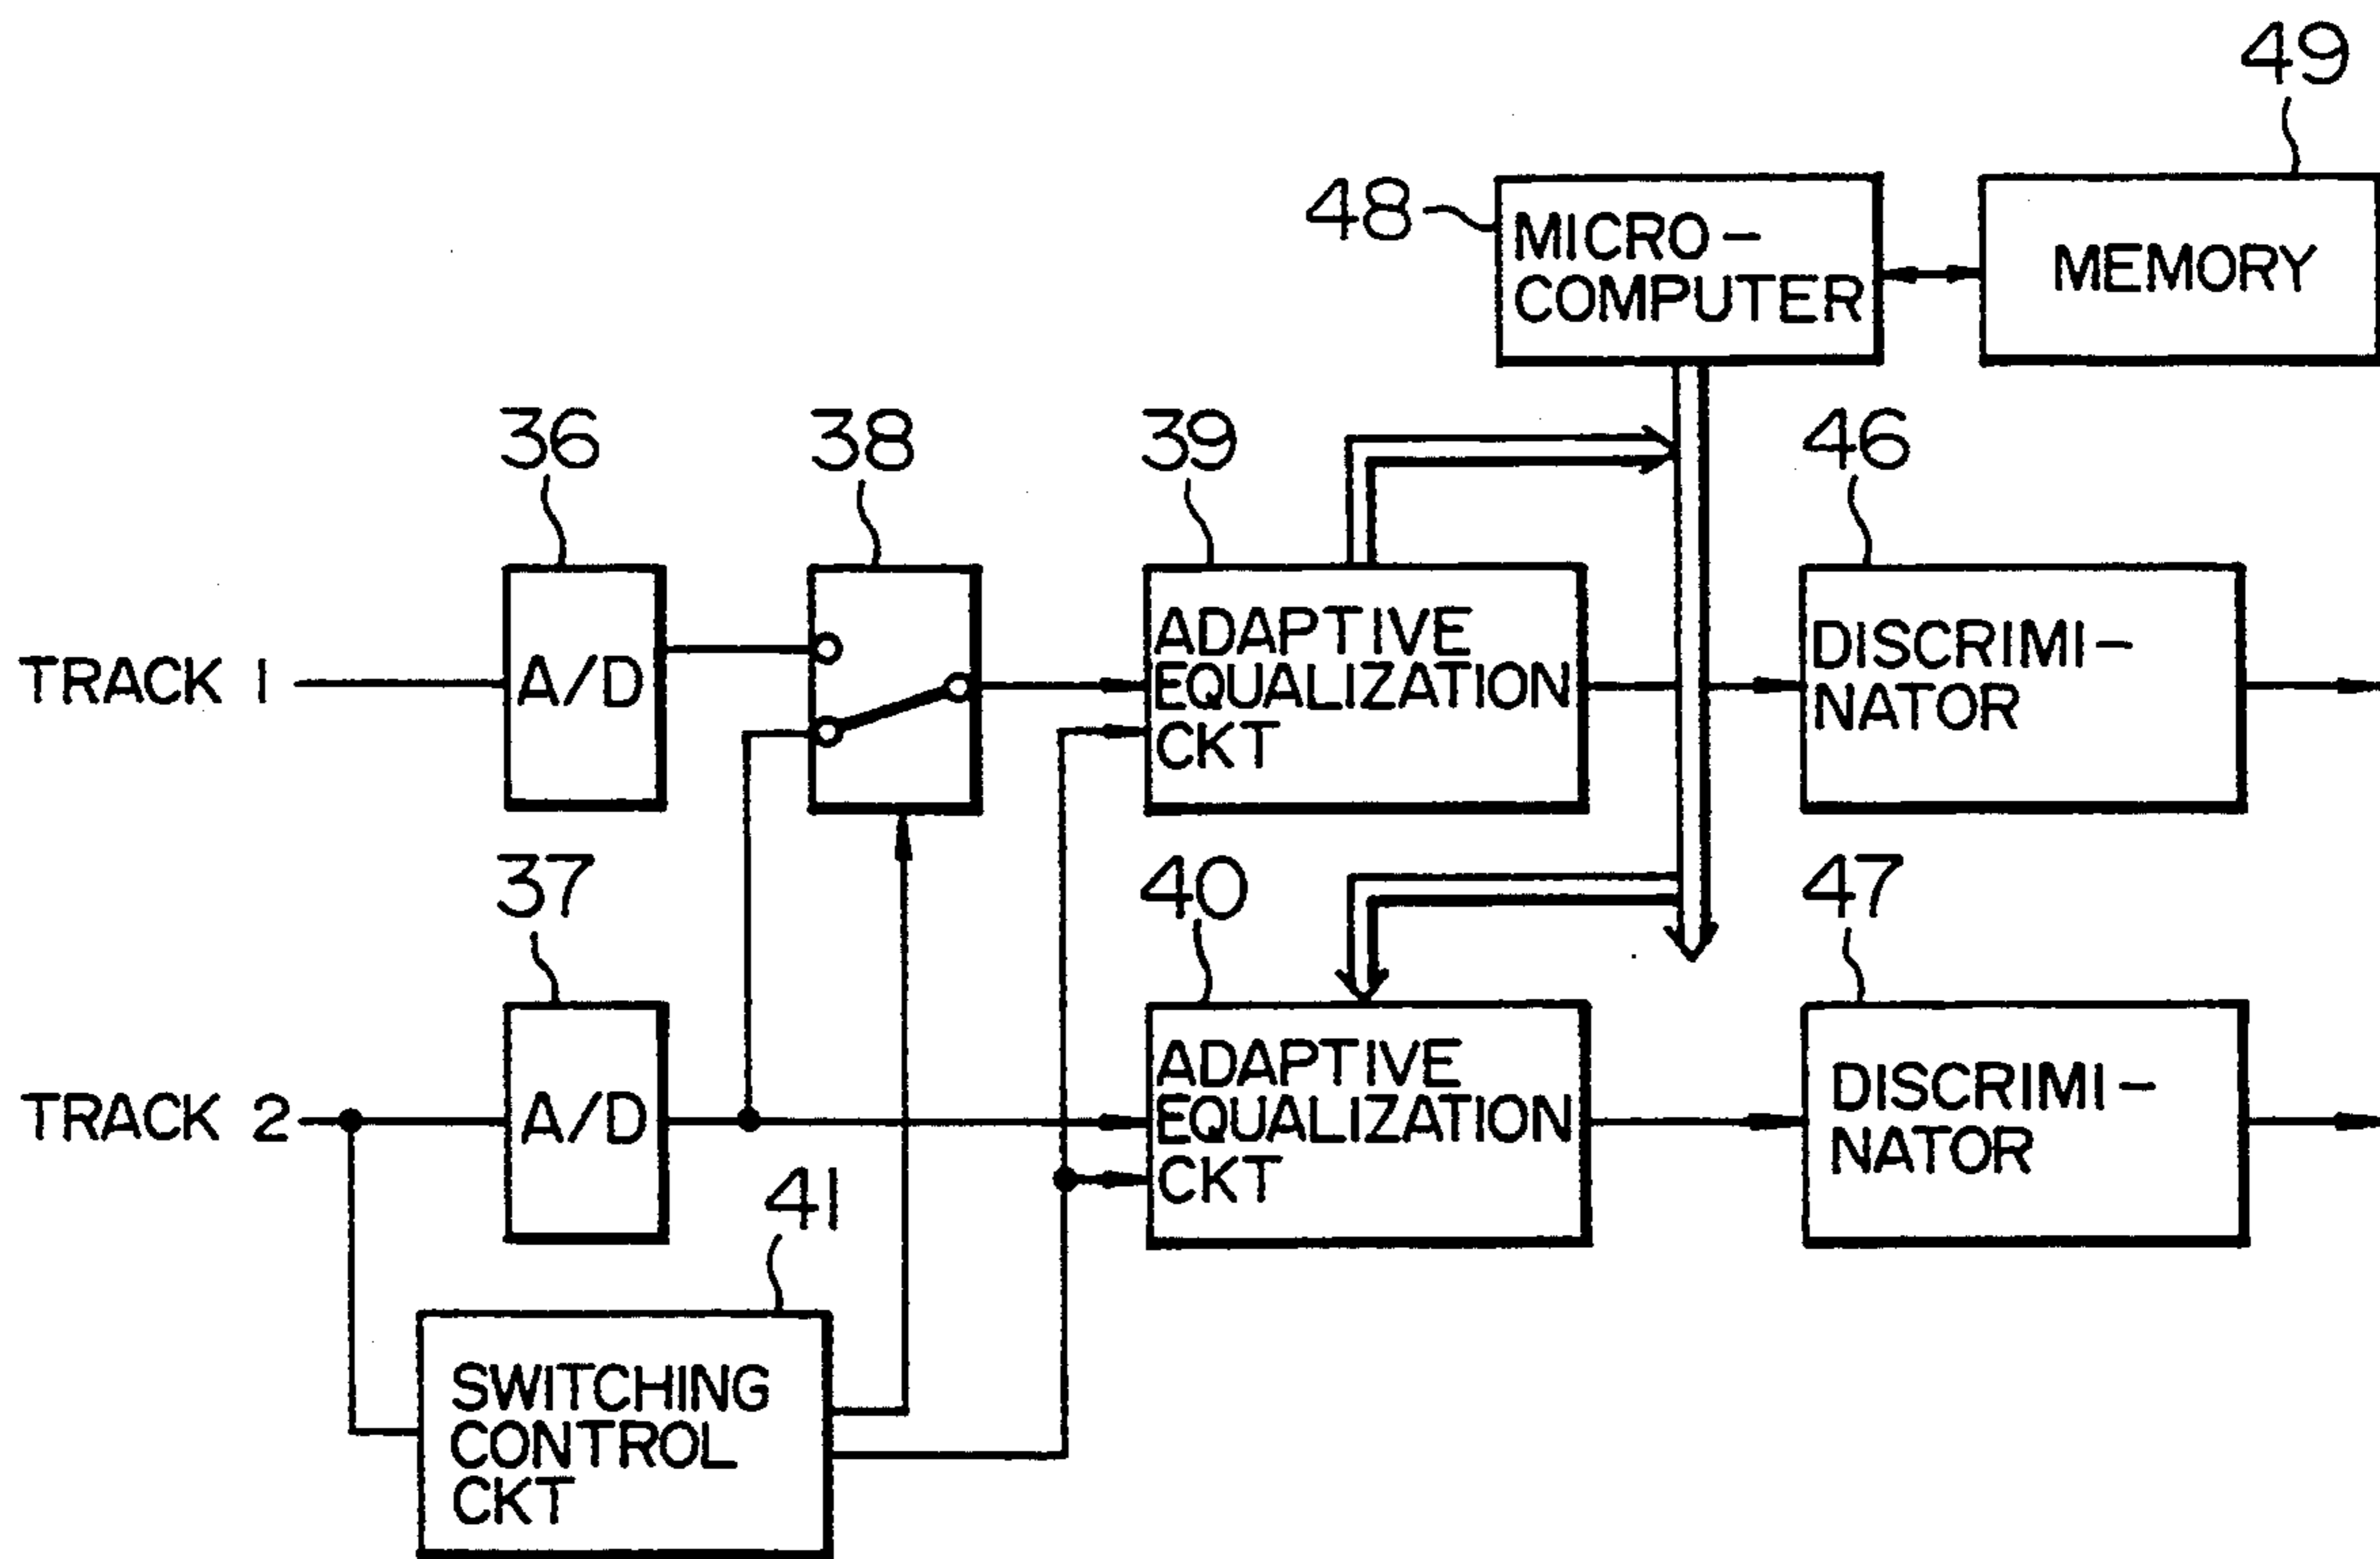 49
48
MICRO-
COMPUTER
MEMORY
36
38
39
46
TRACK 1
A/D
ADAPTIVE
EQUALIZATION
CKT
DISCRIMI-
NATOR
37
40
47
TRACK 2
A/D
ADAPTIVE
EQUALIZATION
CKT
DISCRIMI-
NATOR
41
SWITCHING
CONTROL
CKT